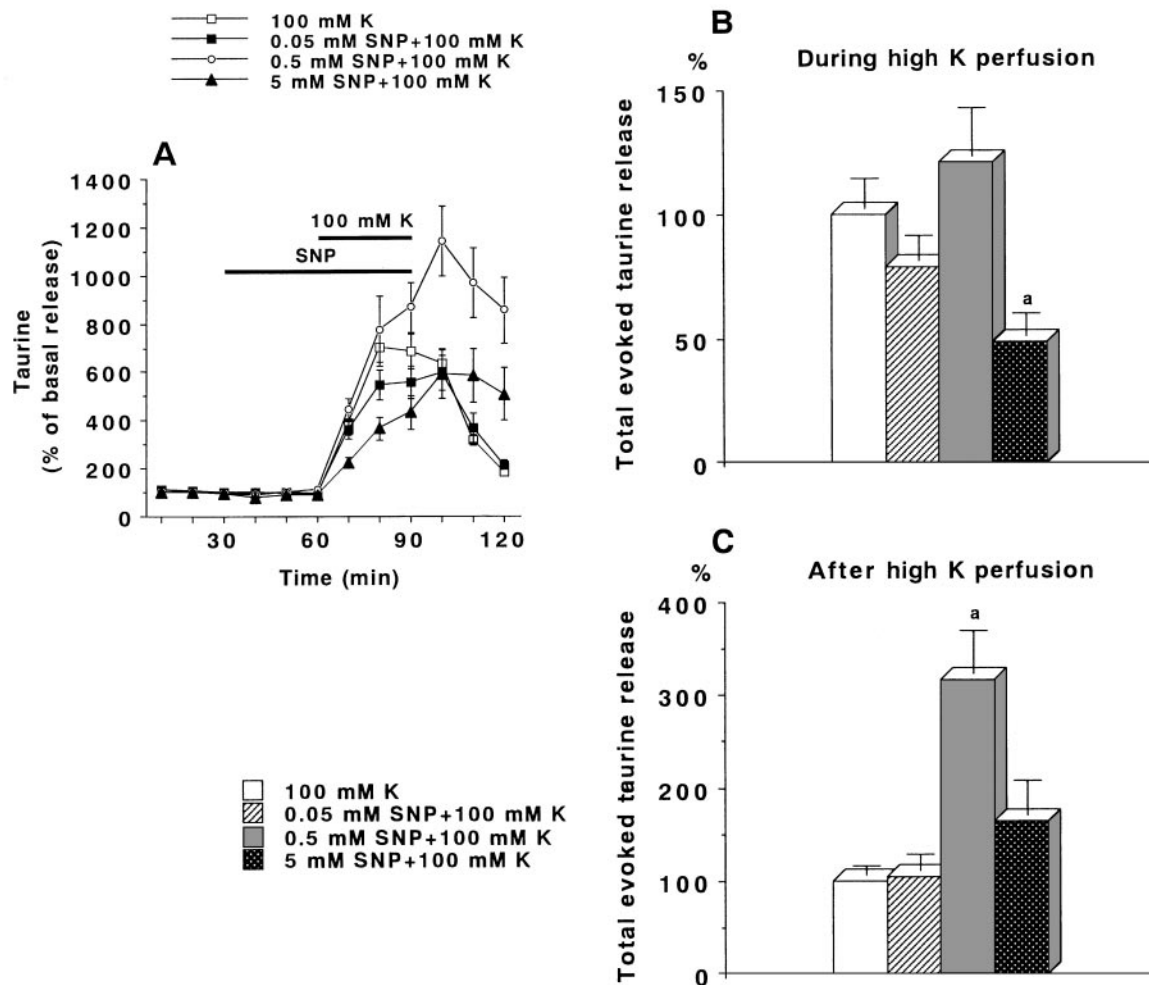 100 mM K
0.05 mM SNP+100 mM K
0.5 mM SNP+100 mM K
5 mM SNP+100 mM K
A
Taurine
(% of basal release)
1400
1200
1000
800
600
400
200
0
100 mM K
SNP
30
60
90
120
Time (min)
B
%
During high K perfusion
Total evoked taurine release
150
100
50
0
a
C
%
After high K perfusion
Total evoked taurine release
400
300
200
100
0
a
100 mM K
0.05 mM SNP+100 mM K
0.5 mM SNP+100 mM K
5 mM SNP+100 mM K